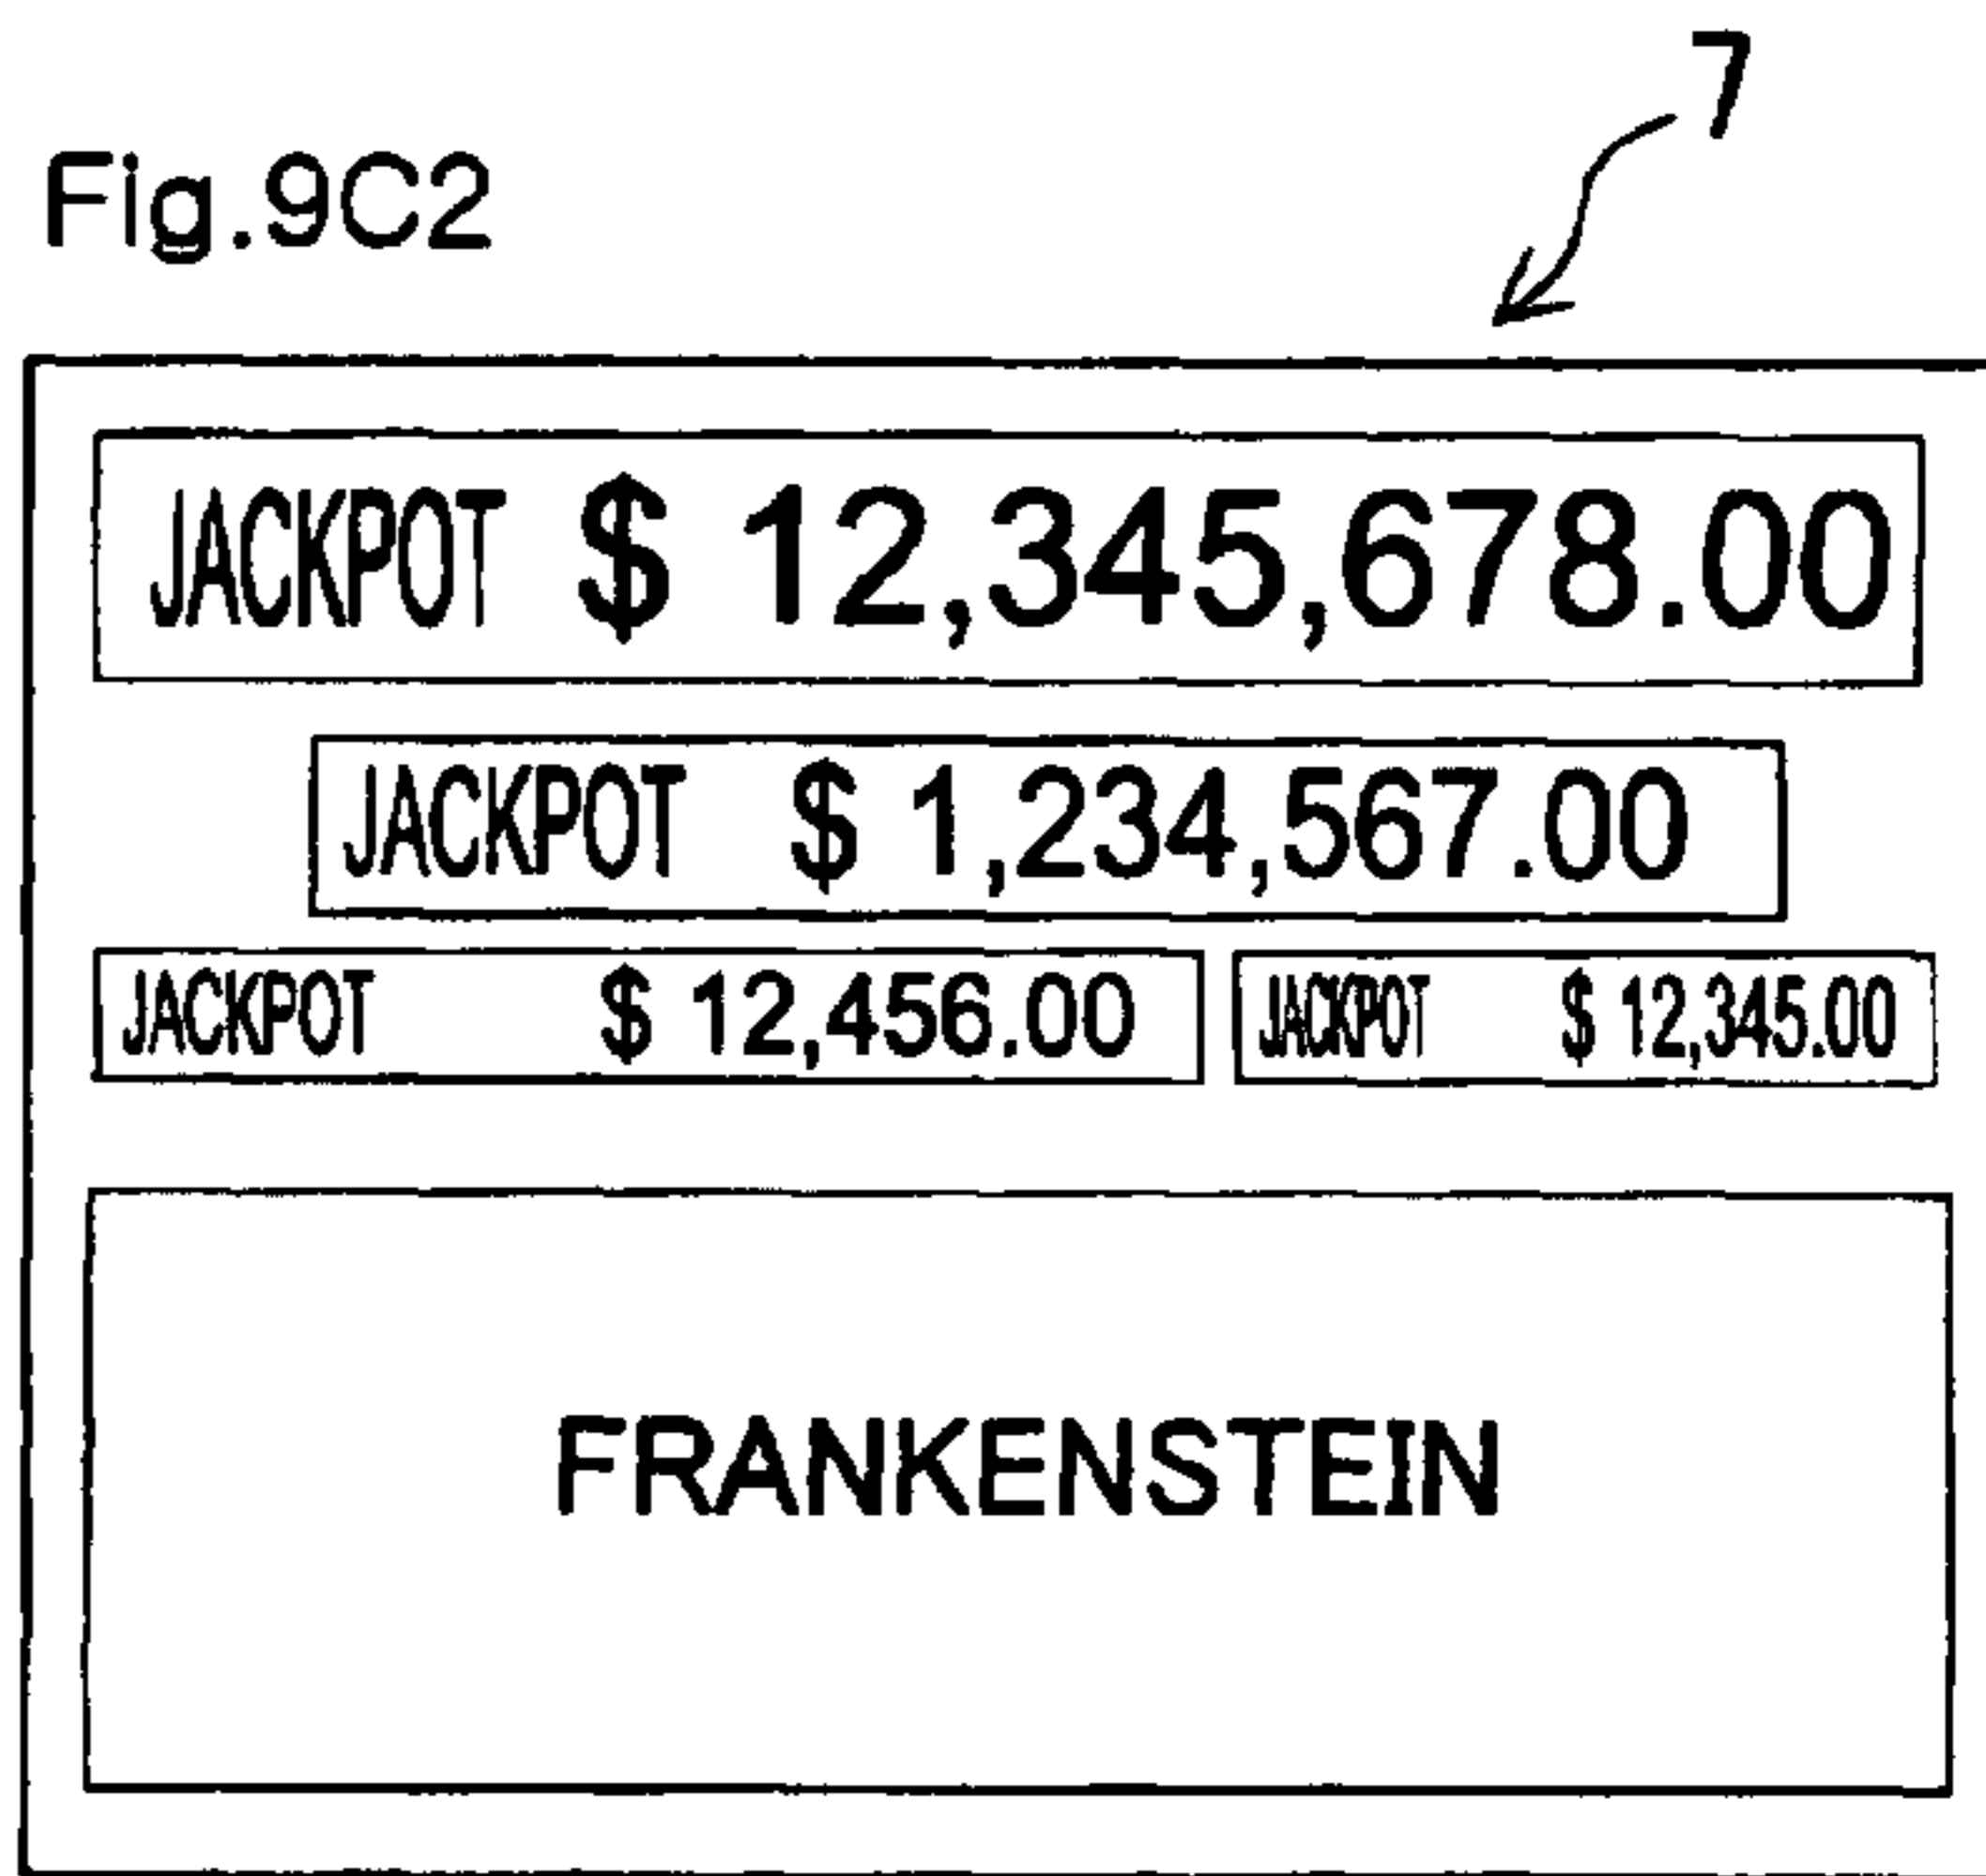 7
Fig.9C2
JACKPOT $ 12,345,678.00
JACKPOT $ 1,234,567.00
JACKPOT $ 12,456.00
JACKPOT $ 12,345.00
FRANKENSTEIN